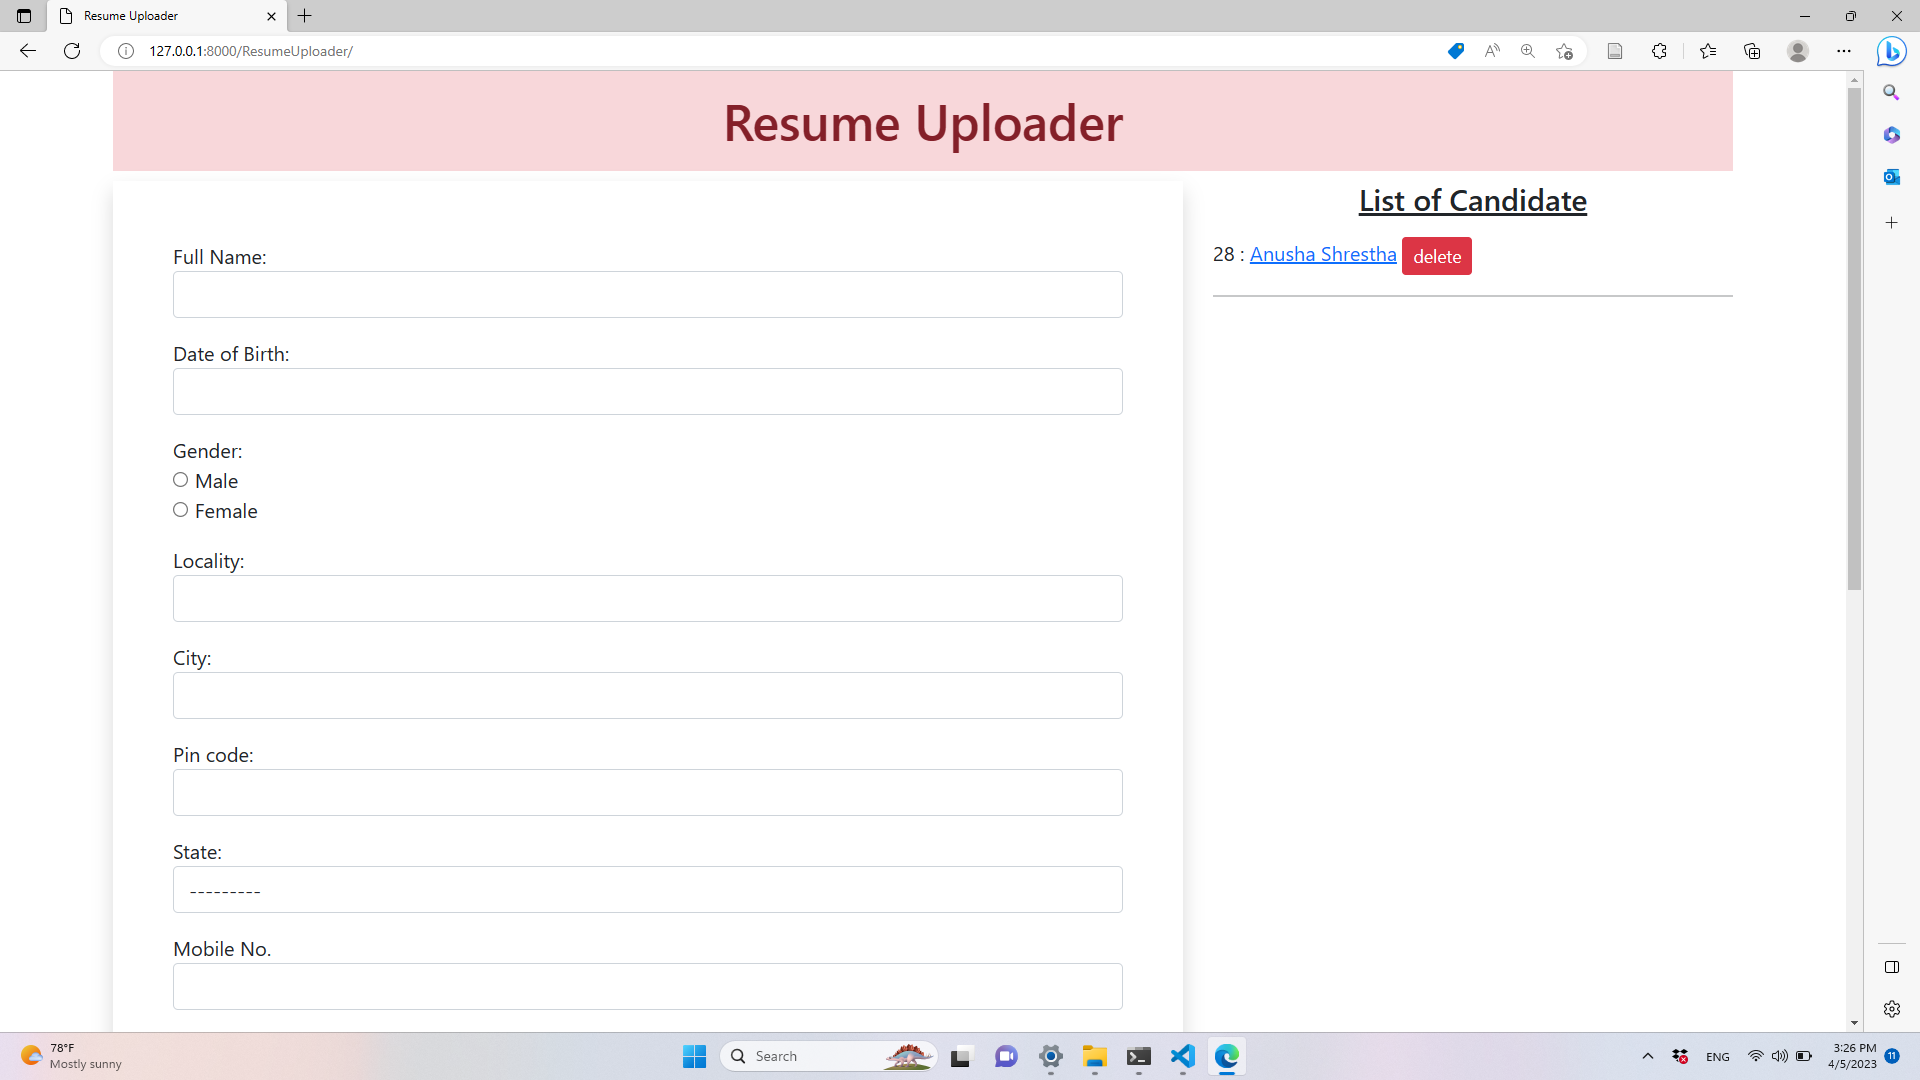 Resume Uploader
127.0.0.1:8000/ResumeUploader/
Resume Uploader
List of Candidate
28 : Anusha Shrestha delete
Full Name:
Date of Birth:
Gender:
Male
Female
Locality:
City:
Pin code:
State:
---------
Mobile No.
78°F
Mostly sunny
Search
ENG
3:26 PM
4/5/2023
11